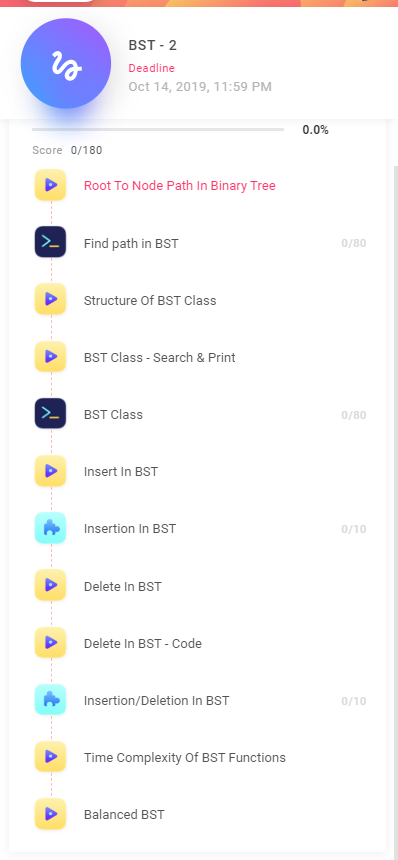 BST - 2
Deadline
Oct 14, 2019, 11:59 PM
0.0%
Score 0/180
Root To Node Path In Binary Tree
Find path in BST 0/80
Structure Of BST Class
BST Class - Search & Print
BST Class 0/80
Insert In BST
Insertion In BST 0/10
Delete In BST
Delete In BST - Code
Insertion/Deletion In BST 0/10
Time Complexity Of BST Functions
Balanced BST